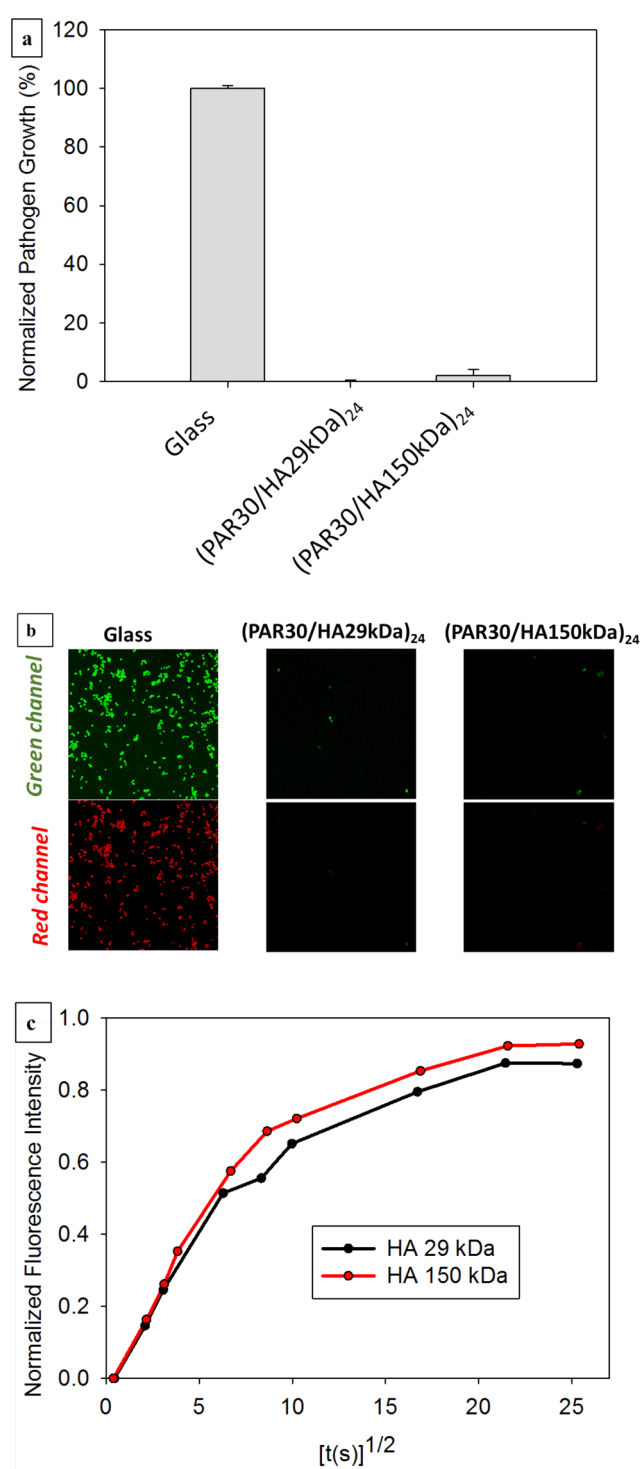 a
Normalized Pathogen Growth (%)
120
100
80
60
40
20
0
Glass
(PAR30/HA29kDa)24
(PAR30/HA150kDa)24
b
Glass
(PAR30/HA29kDa)24
(PAR30/HA150kDa)24
Green channel
Red channel
c
Normalized Fluorescence Intensity
1.0
0.8
0.6
0.4
0.2
0.0
HA 29 kDa
HA 150 kDa
0 5 10 15 20 25
[t(s)]1/2